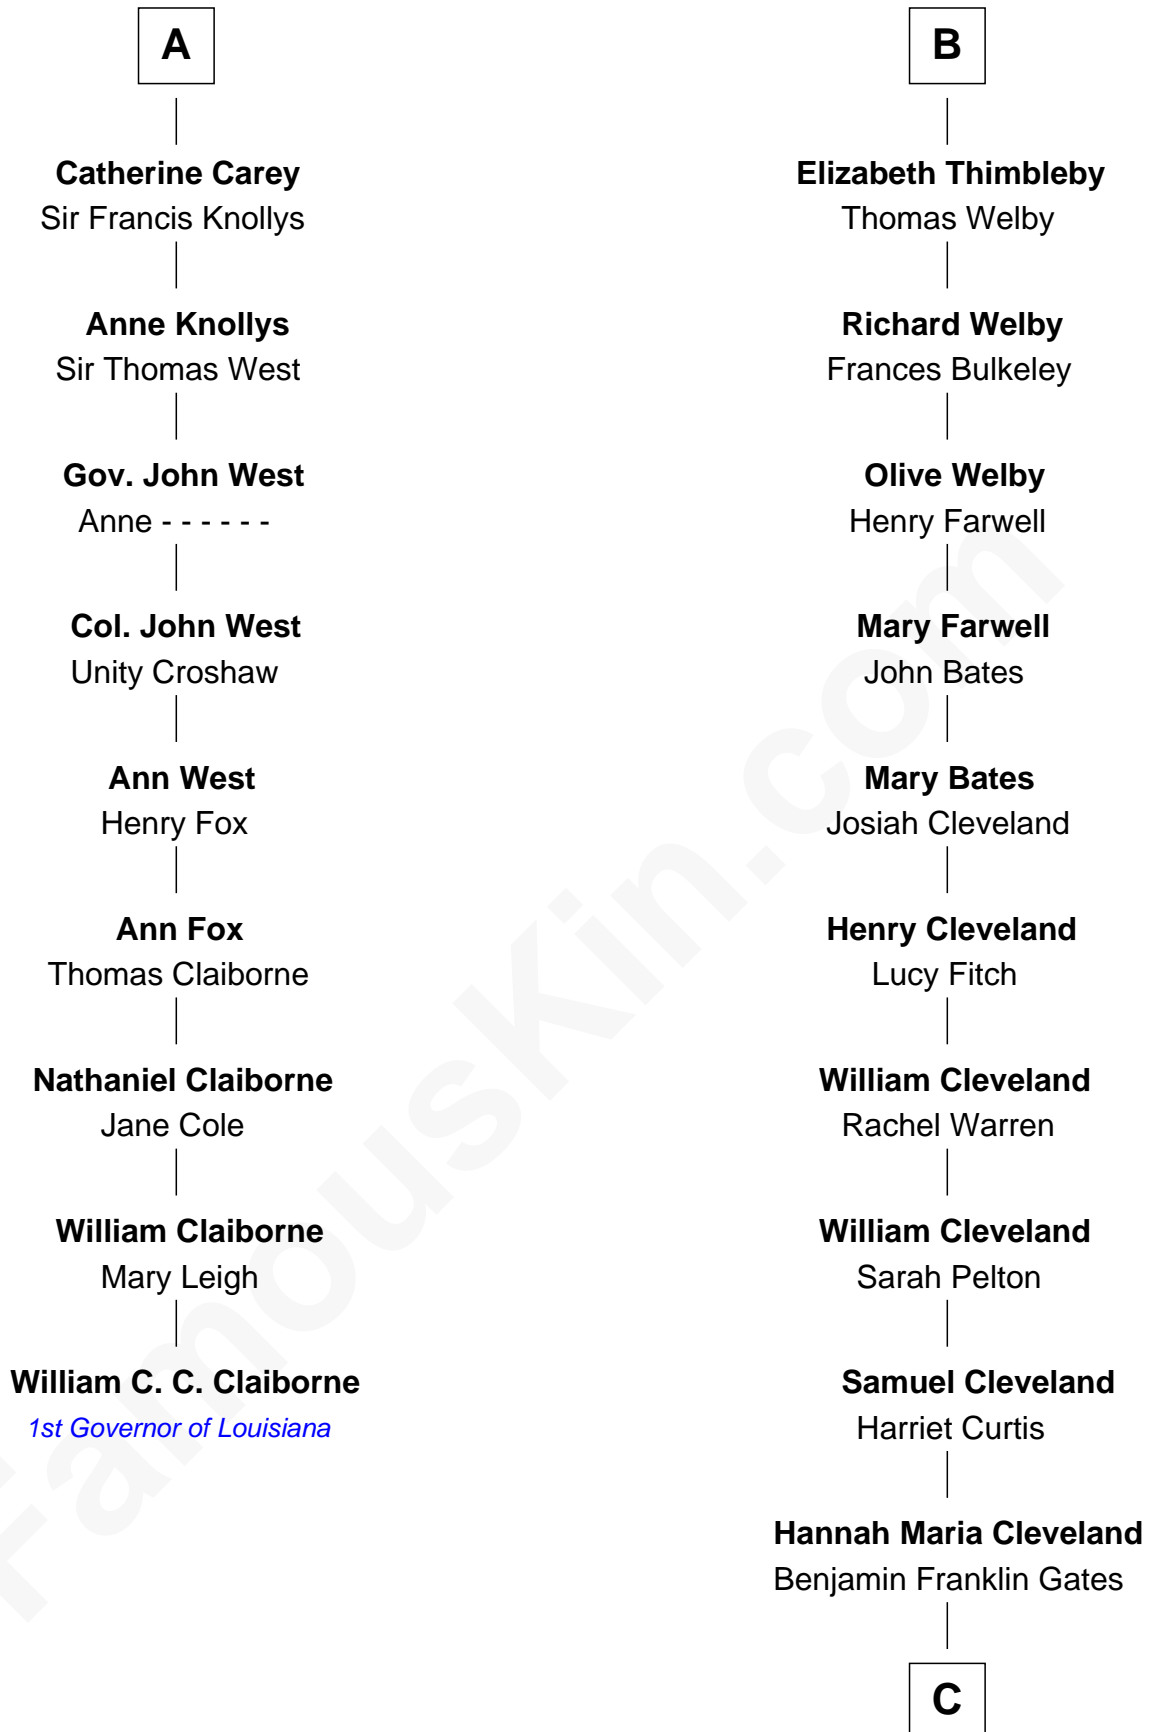 A
Catherine Carey
Sir Francis Knollys
Anne Knollys
Sir Thomas West
Gov. John West
Anne - - - - - -
Col. John West
Unity Croshaw
Ann West
Henry Fox
Ann Fox
Thomas Claiborne
Nathaniel Claiborne
Jane Cole
William Claiborne
Mary Leigh
William C. C. Claiborne
1st Governor of Louisiana
B
Elizabeth Thimbleby
Thomas Welby
Richard Welby
Frances Bulkeley
Olive Welby
Henry Farwell
Mary Farwell
John Bates
Mary Bates
Josiah Cleveland
Henry Cleveland
Lucy Fitch
William Cleveland
Rachel Warren
William Cleveland
Sarah Pelton
Samuel Cleveland
Harriet Curtis
Hannah Maria Cleveland
Benjamin Franklin Gates
C
FamousKin.com